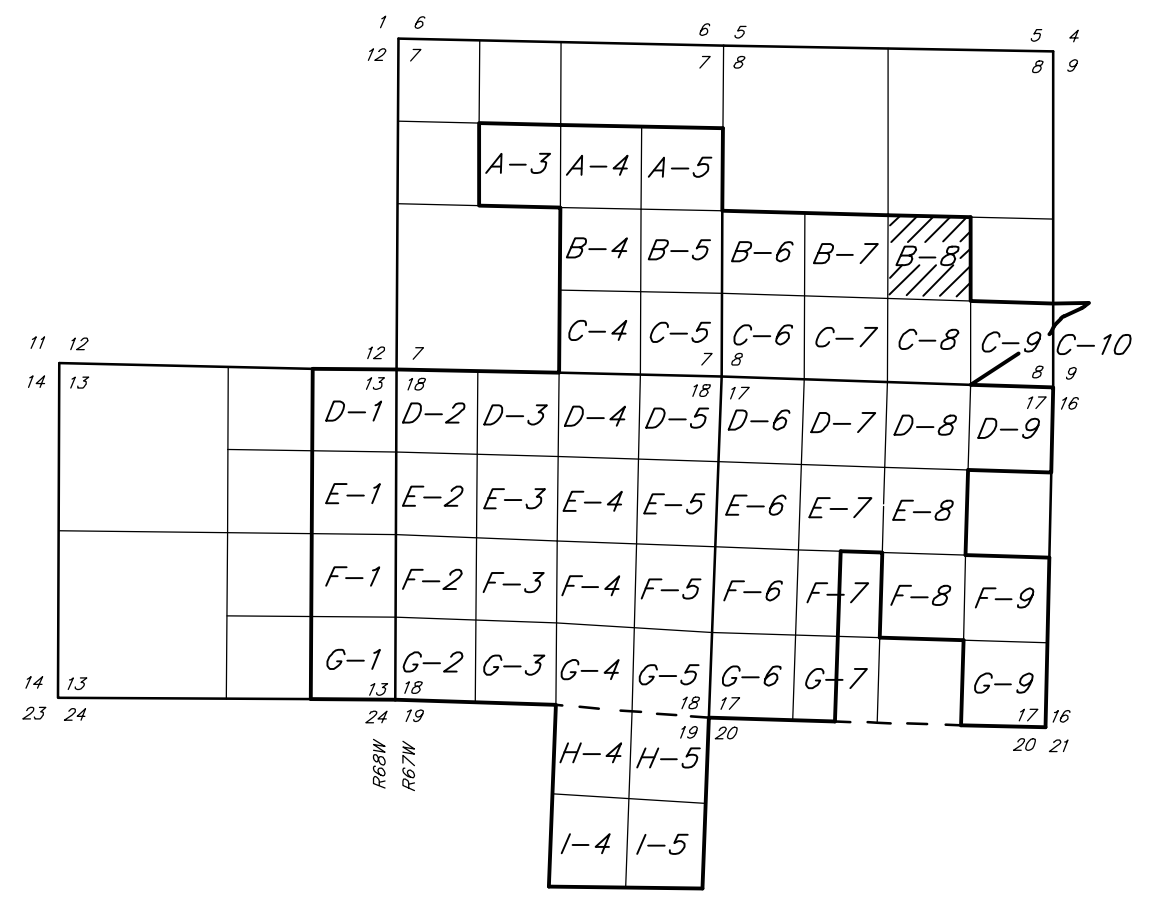 1 6 6 5 5 4
12 7 7 8 8 9
A-3 A-4 A-5
B-4 B-5 B-6 B-7 B-8
C-4 C-5 C-6 C-7 C-8 C-9 C-10
11 12 12 7 7 8 8 9
14 13 13 18 18 17 17 16
D-1 D-2 D-3 D-4 D-5 D-6 D-7 D-8 D-9
E-1 E-2 E-3 E-4 E-5 E-6 E-7 E-8
F-1 F-2 F-3 F-4 F-5 F-6 F-7 F-8 F-9
G-1 G-2 G-3 G-4 G-5 G-6 G-7 G-9
14 13 13 18 18 17 17 16
23 24 24 19 19 20 20 21
R68W R67W
H-4 H-5
I-4 I-5